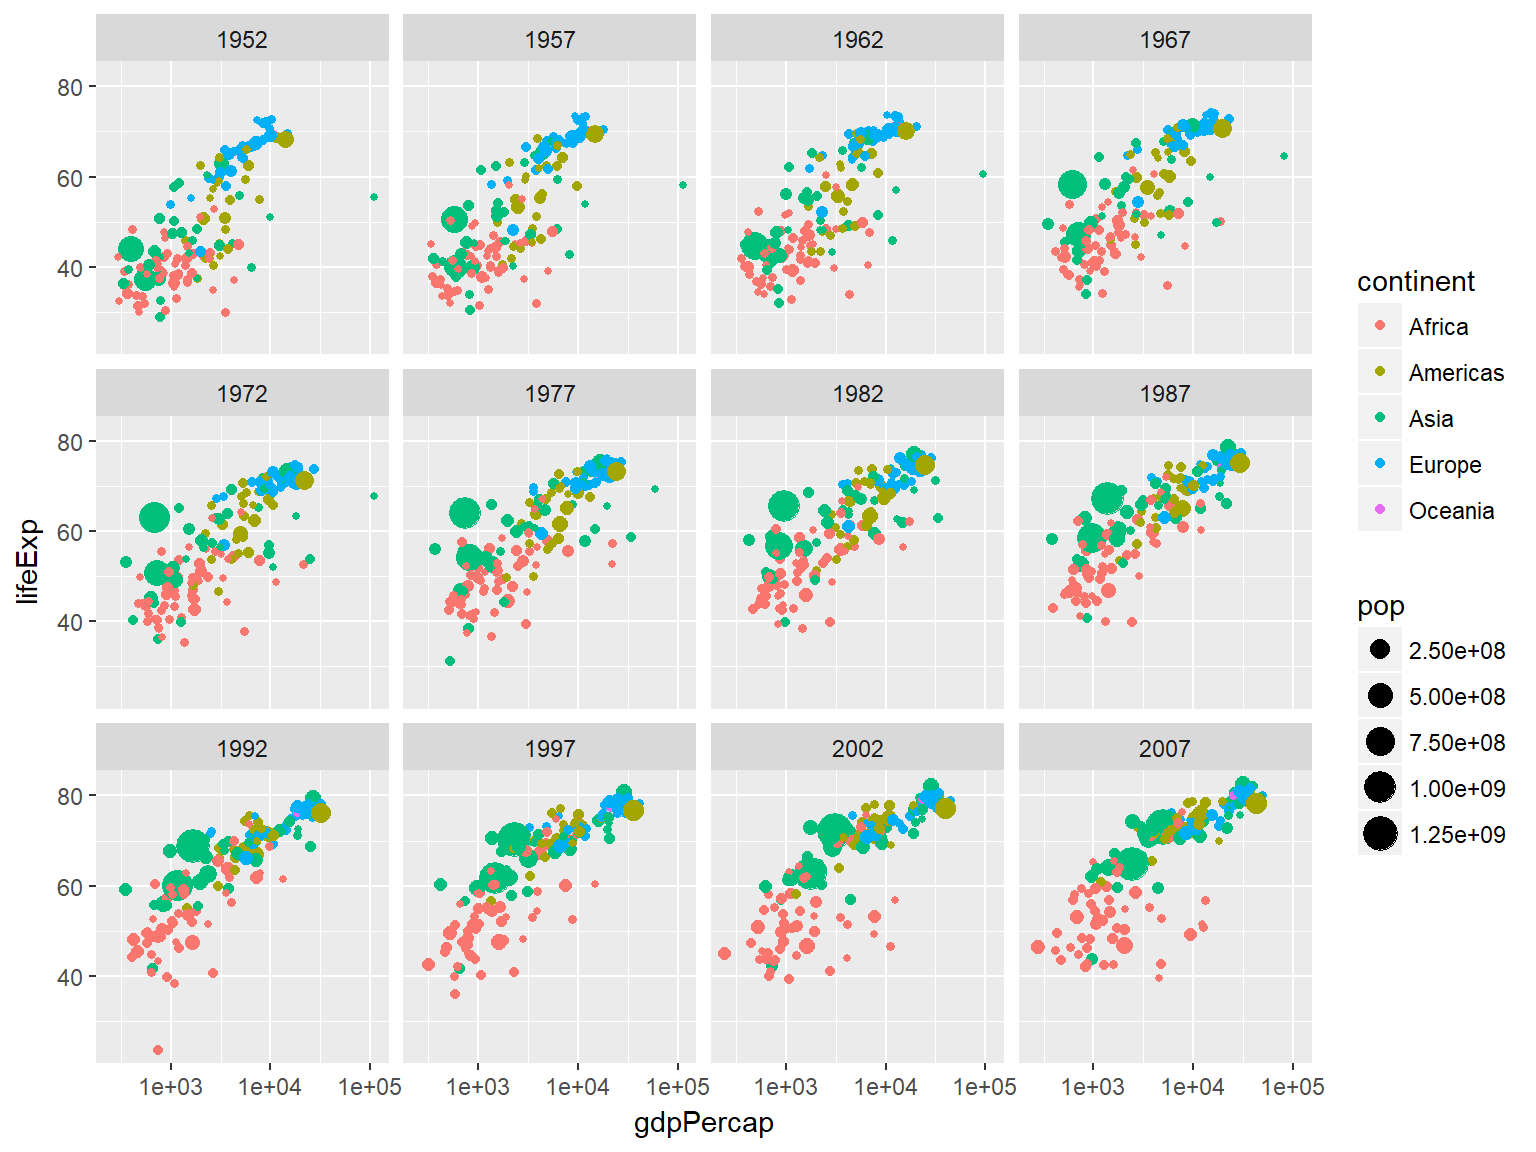 1952 1957 1962 1967
80
60
40
1972 1977 1982 1987
80
60
40
1992 1997 2002 2007
80
60
40
1e+03 1e+04 1e+05 1e+03 1e+04 1e+05 1e+03 1e+04 1e+05 1e+03 1e+04 1e+05
gdpPercap
lifeExp
continent
Africa
Americas
Asia
Europe
Oceania
pop
2.50e+08
5.00e+08
7.50e+08
1.00e+09
1.25e+09